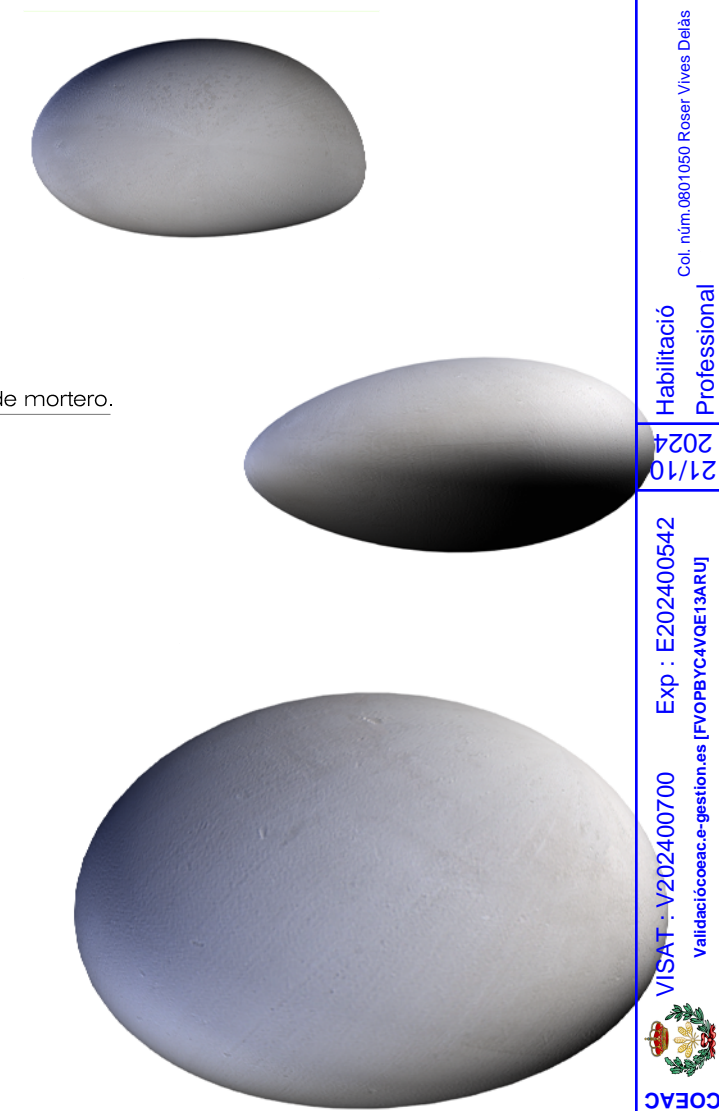 de mortero.
COEAC
VISAT : V202400700 Exp : E202400542
Validaciócoeac.e-gestion.es [FVOPBYC4VQE13ARU]
21/10
2024
Habilitació
Professional
Col. núm.0801050 Roser Vives Delàs